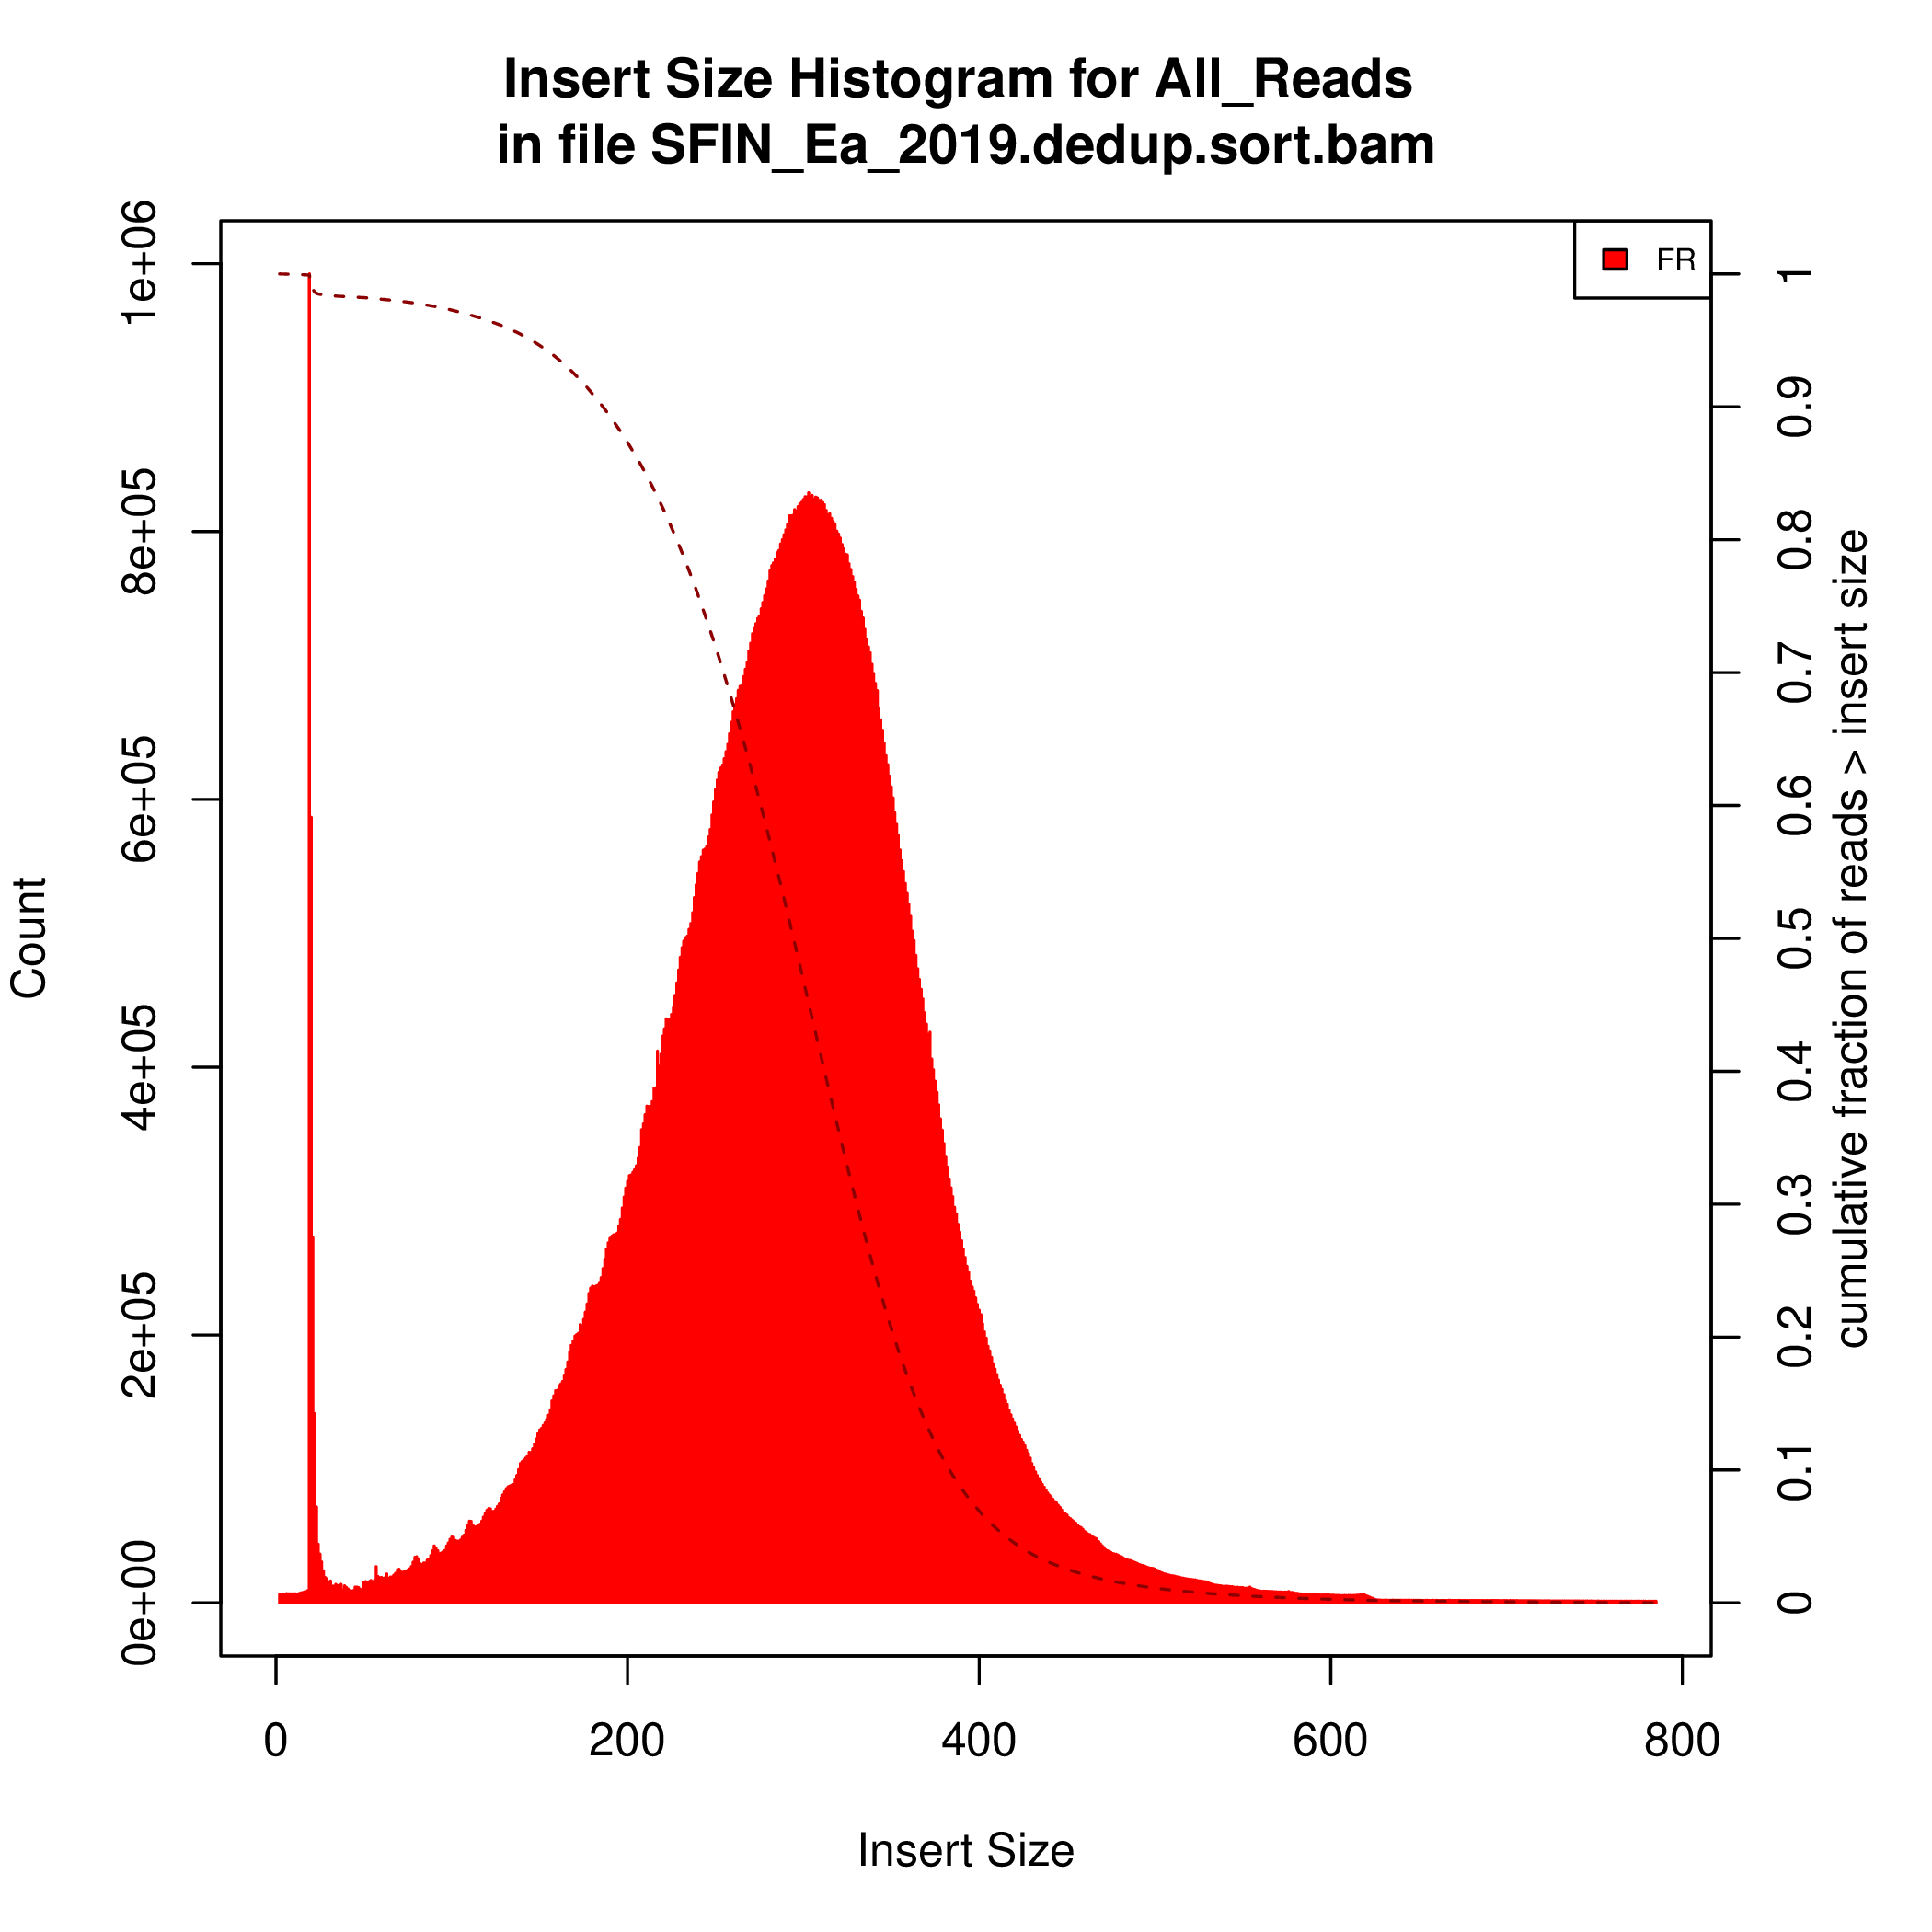 Insert Size Histogram for All_Reads
in file SFIN_Ea_2019.dedup.sort.bam
FR
Count
0e+00
2e+05
4e+05
6e+05
8e+05
1e+06
0
0.1
0.2
0.3
0.4
0.5
0.6
0.7
0.8
0.9
1
cumulative fraction of reads > insert size
0 200 400 600 800
Insert Size